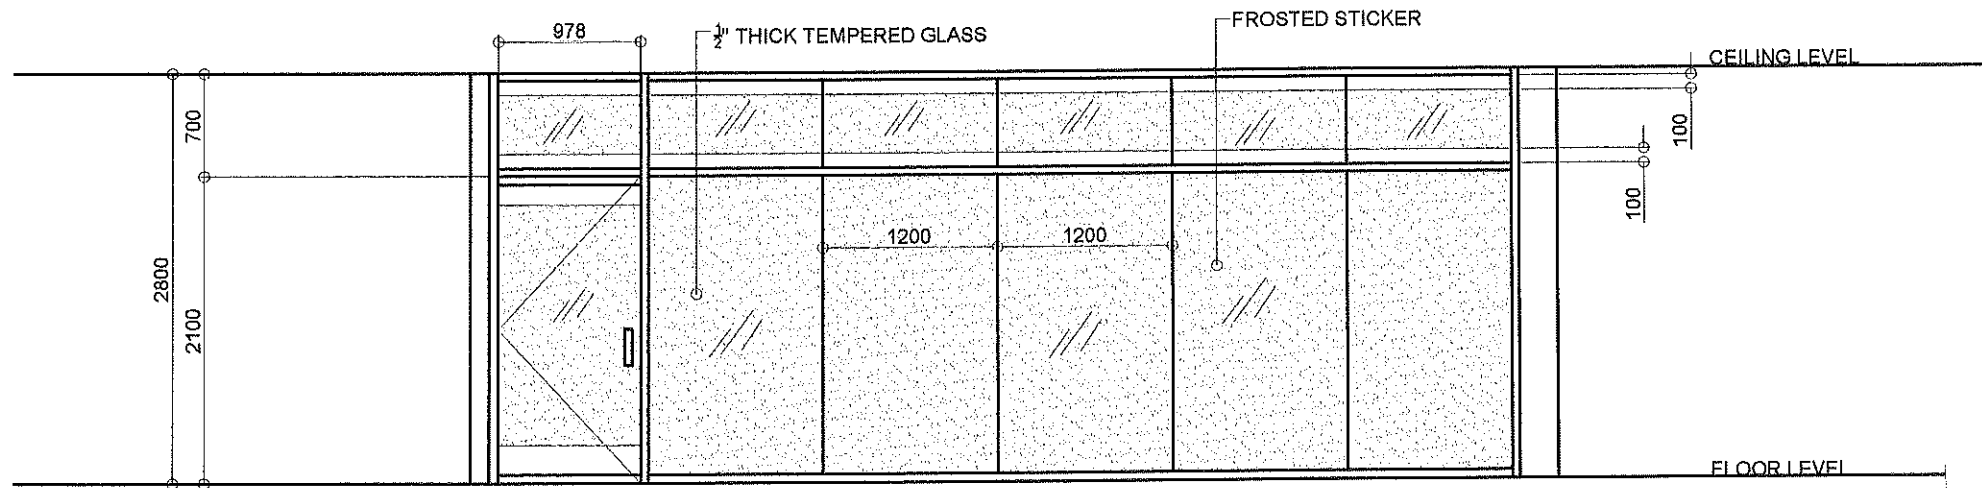 FROSTED STICKER
978
½" THICK TEMPERED GLASS
CEILING LEVEL
700
100
100
1200
1200
2800
2100
FLOOR LEVEL